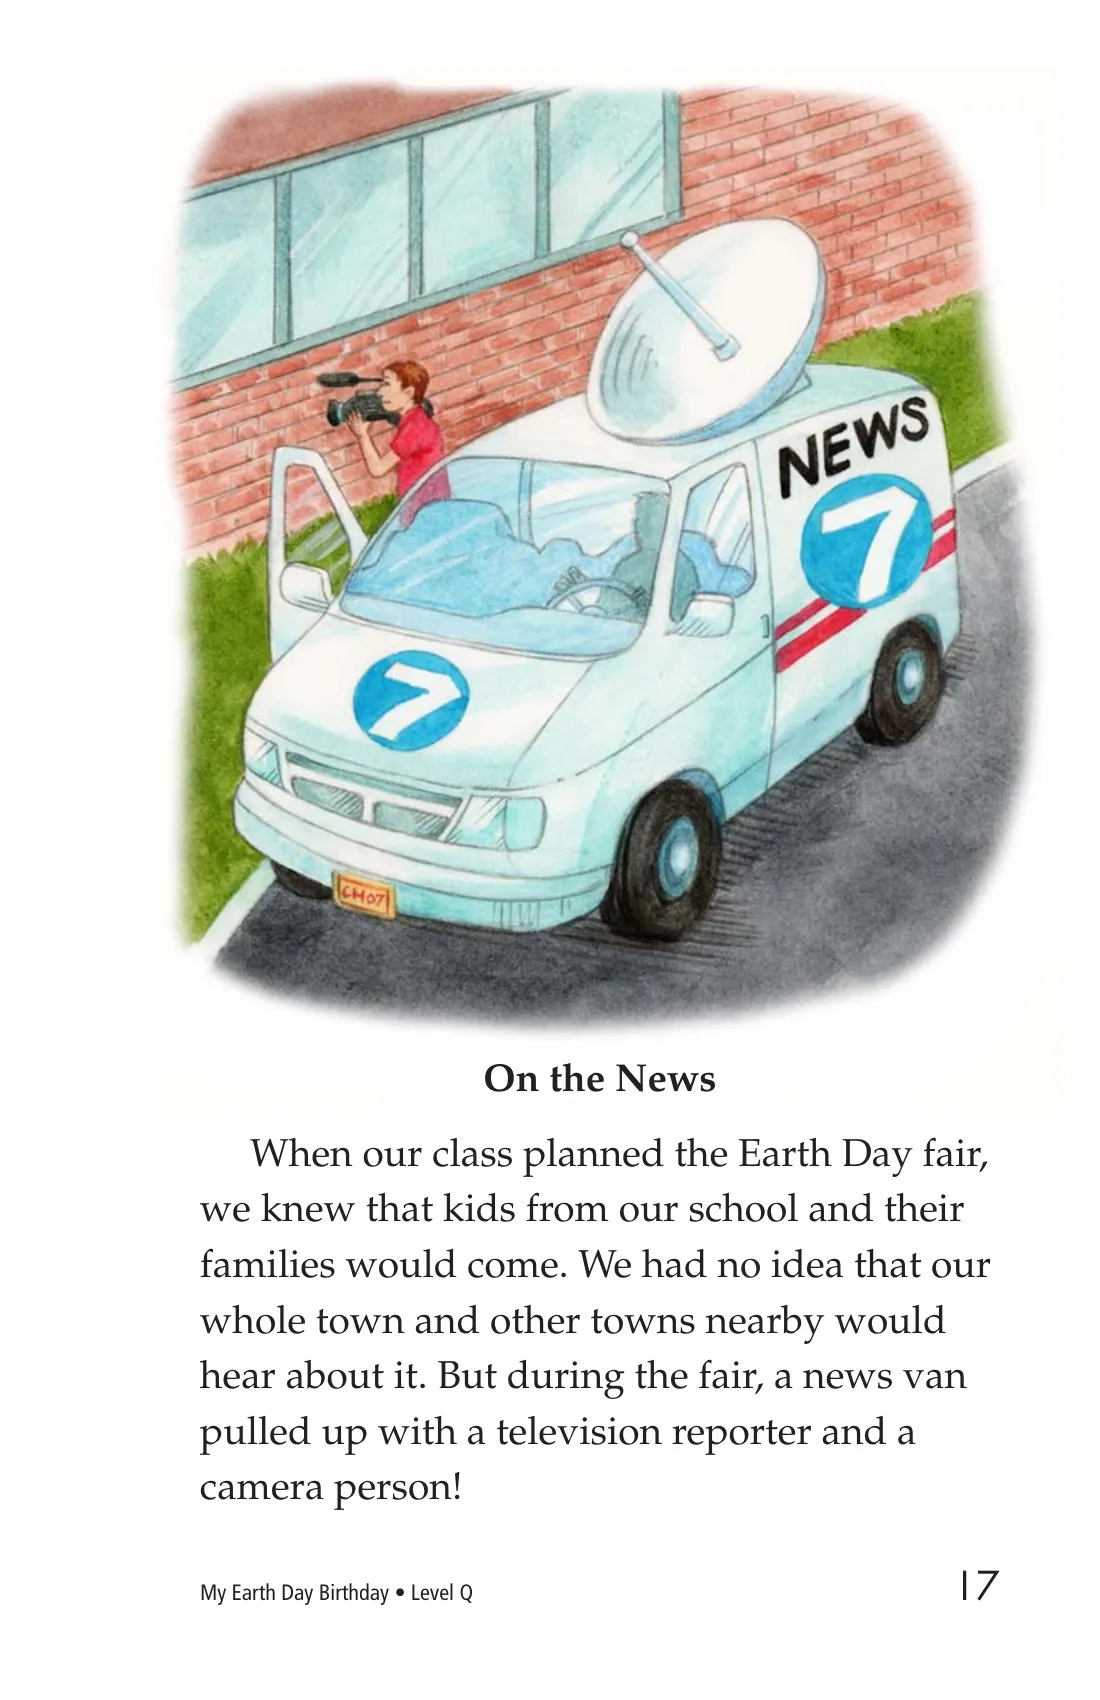 NEWS
7
7
CH07
On the News
When our class planned the Earth Day fair,
we knew that kids from our school and their
families would come. We had no idea that our
whole town and other towns nearby would
hear about it. But during the fair, a news van
pulled up with a television reporter and a
camera person!
My Earth Day Birthday • Level Q
17